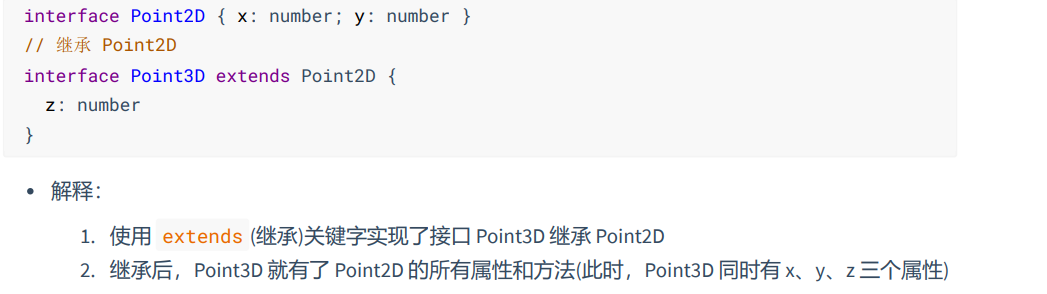 interface Point2D { x: number; y: number }
// 继承 Point2D
interface Point3D extends Point2D {
  z: number
}
• 解释：
1. 使用 extends (继承)关键字实现了接口 Point3D 继承 Point2D
2. 继承后，Point3D 就有了 Point2D 的所有属性和方法(此时，Point3D 同时有 x、y、z 三个属性)